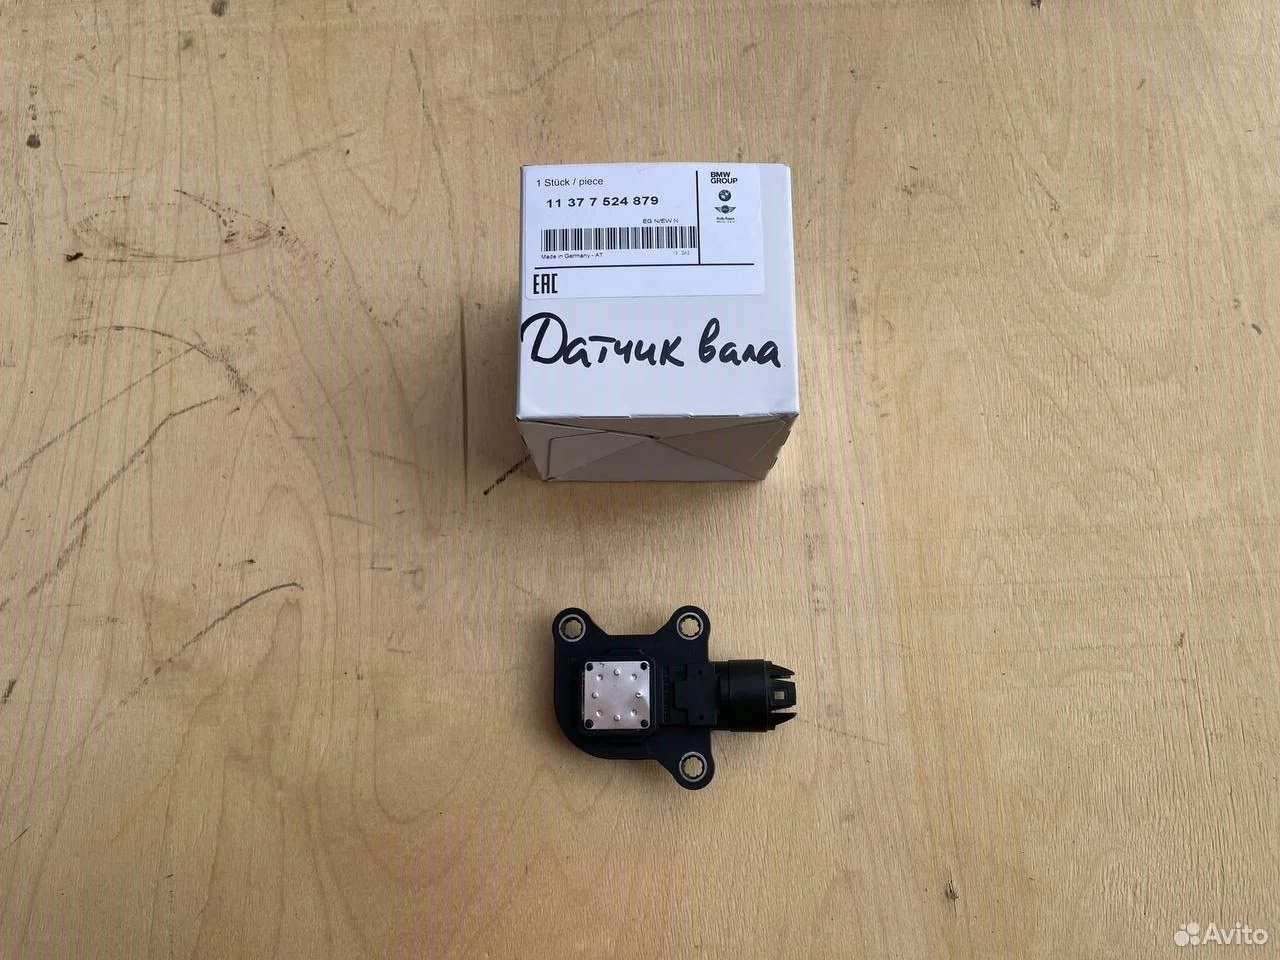 1 Stück / piece
11 37 7 524 879
BMW
GROUP
EG N/EW N
Made in Germany - AT
EAC
Датчик вала
Avito